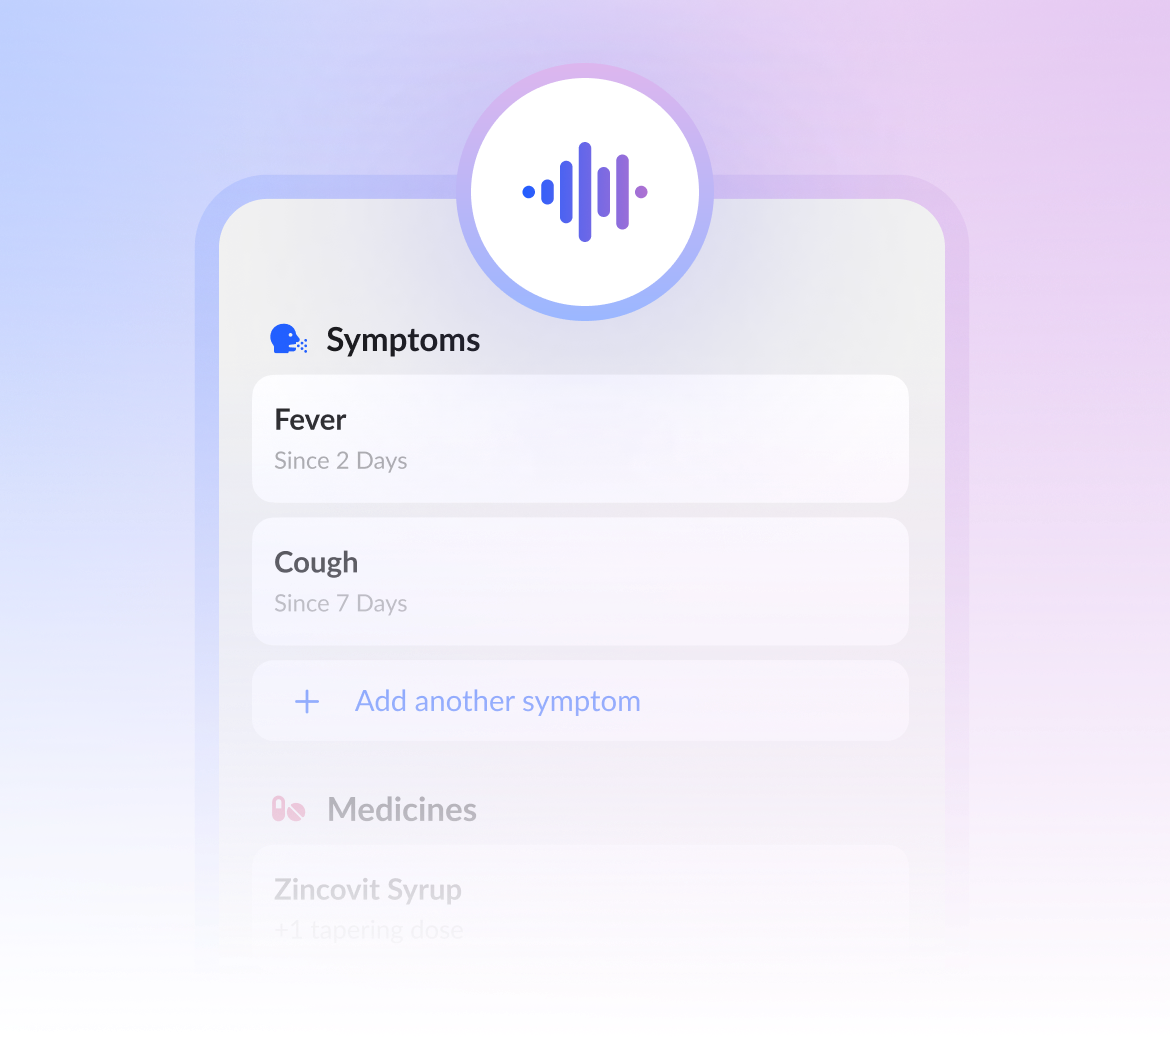 Symptoms
Fever
Since 2 Days
Cough
Since 7 Days
+ Add another symptom
Medicines
Zincovit Syrup
+1 tapering dose